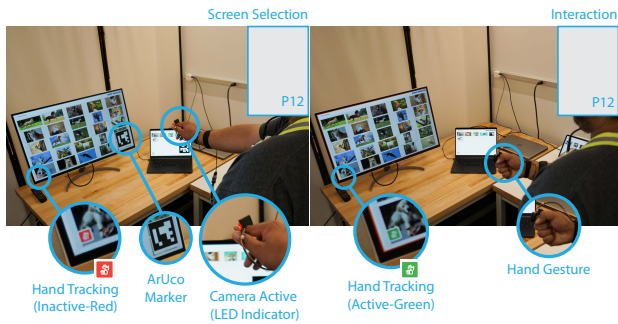 Screen Selection
Interaction
P12
P12
Hand Tracking
(Inactive-Red)
ArUco
Marker
Camera Active
(LED Indicator)
Hand Tracking
(Active-Green)
Hand Gesture